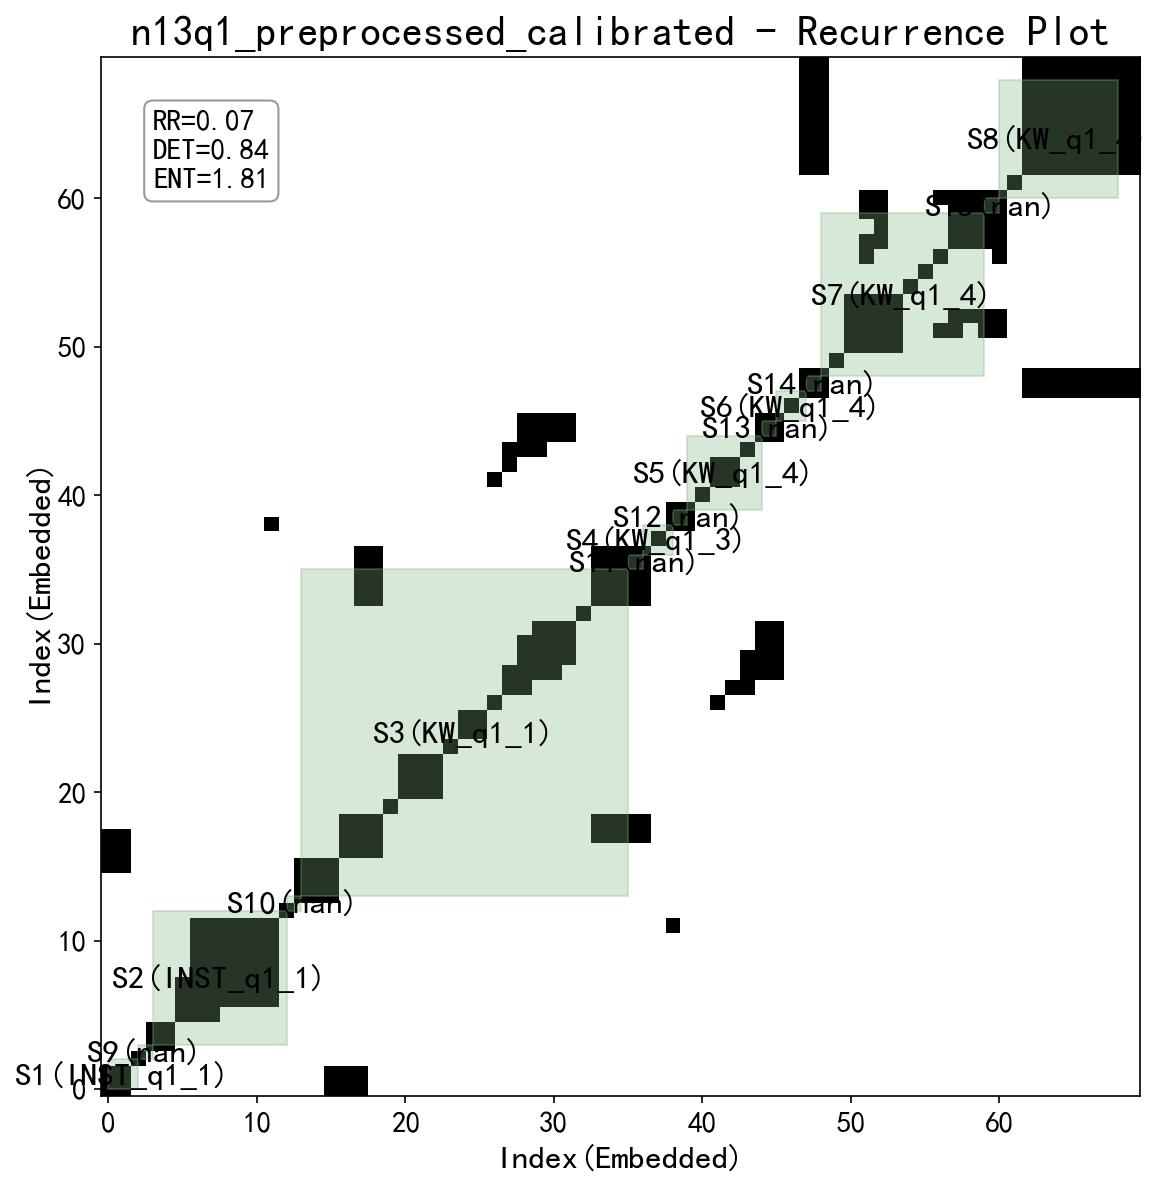 n13q1_preprocessed_calibrated - Recurrence Plot
RR=0.07
DET=0.84
ENT=1.81
S8(KW_q1_4
60
S7(KW_q1_4)
50
S14(nan)
S6(KW_q1_4)
S13(nan)
S5(KW_q1_4)
40
S12(nan)
S4(KW_q1_3)
S11(nan)
30
S3(KW_q1_1)
20
S10(nan)
10
S2(INST_q1_1)
S9(nan)
S1(INST_q1_1)
0
0 10 20 30 40 50 60
Index(Embedded)
Index(Embedded)